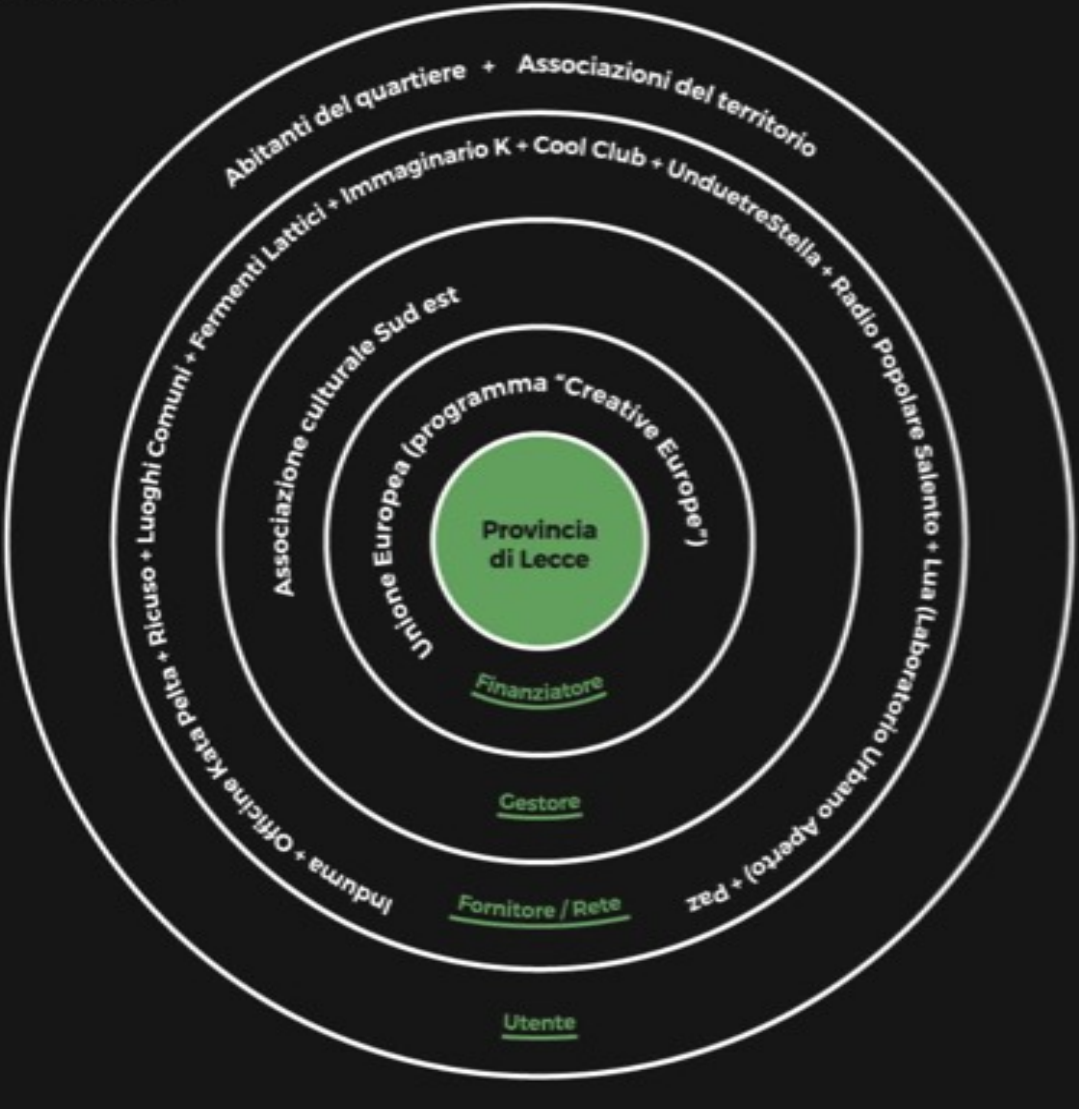 Abitanti del quartiere + Associazioni del territorio
Induma + Officine Kata Pelta + Ricuso + Luoghi Comuni + Fermenti Lattici + Immaginario K + Cool Club + UnduetreStella + Radio Popolare Salento + Lua (Laboratorio Urbano Aperto) + Paz
Associazione culturale Sud est
Unione Europea (programma “Creative Europe”)
Provincia
di Lecce
Finanziatore
Gestore
Fornitore / Rete
Utente